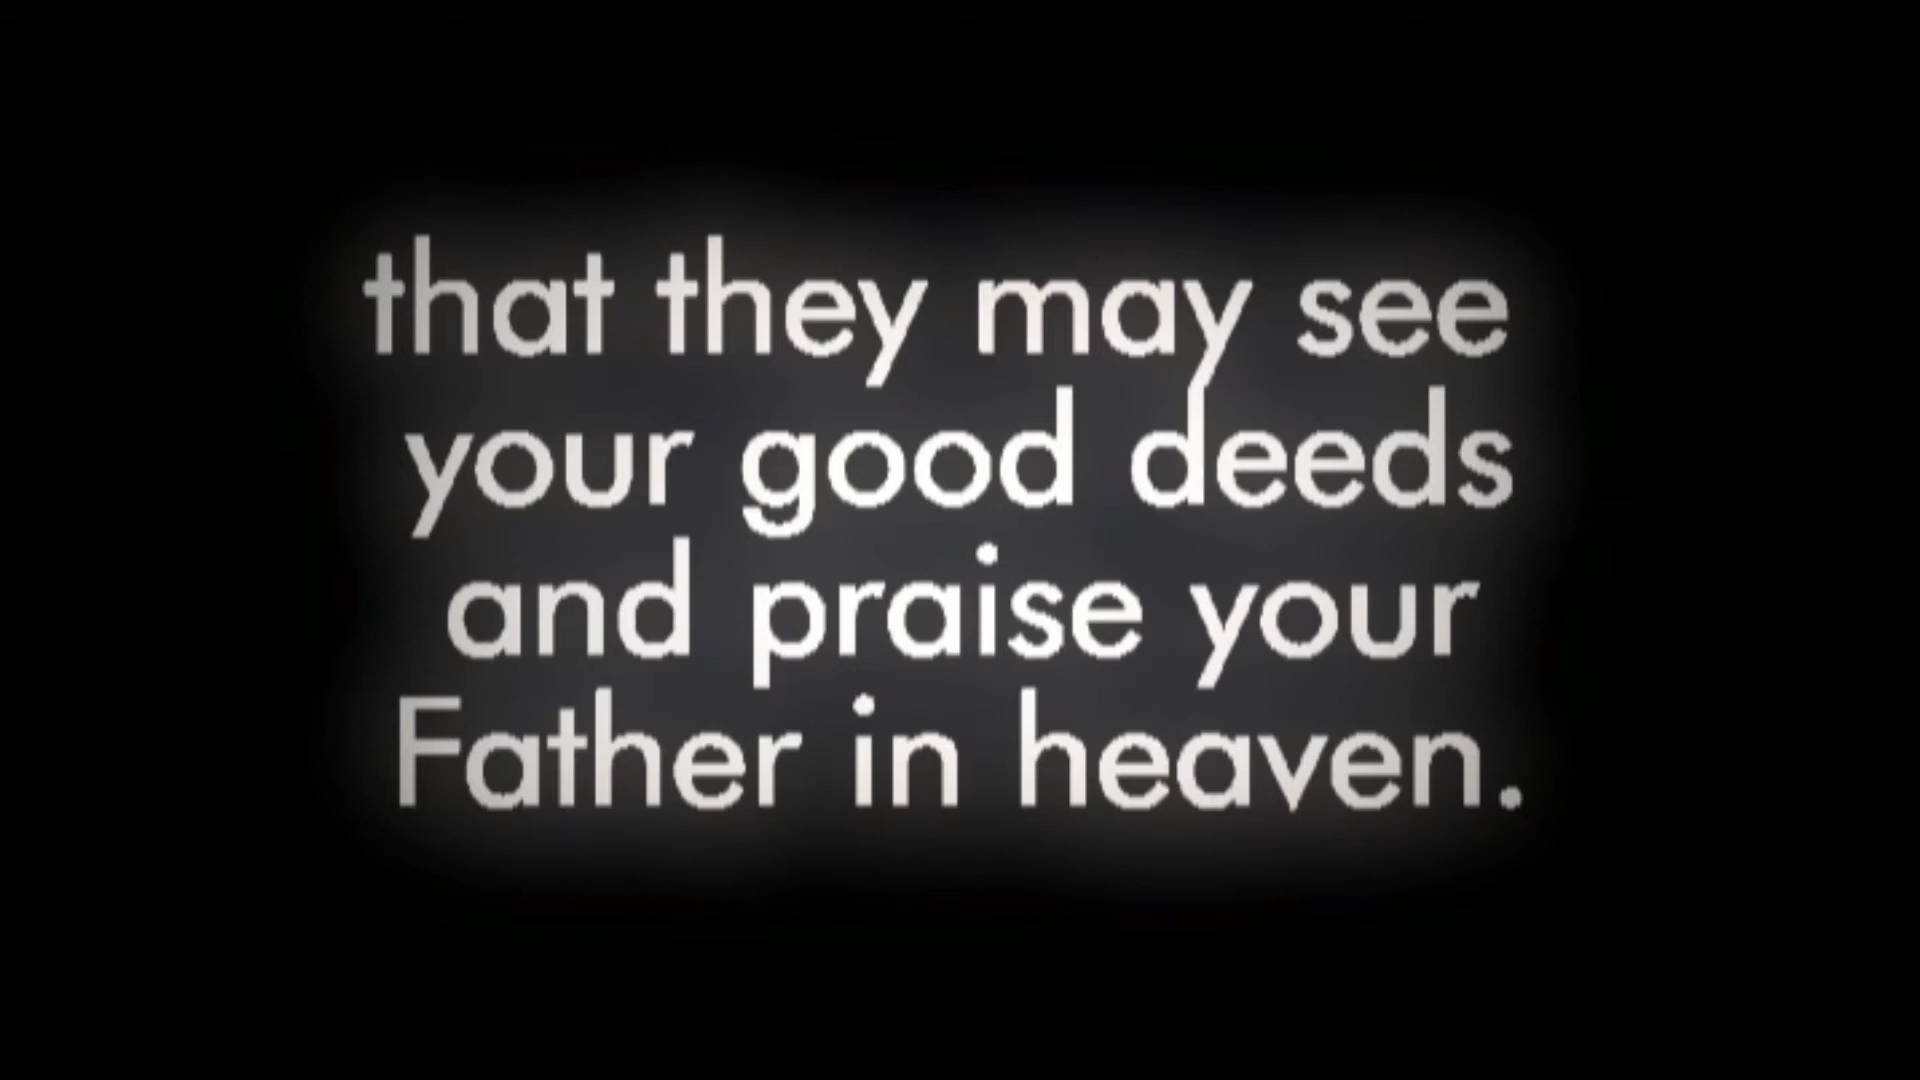 that they may see
your good deeds
and praise your
Father in heaven.